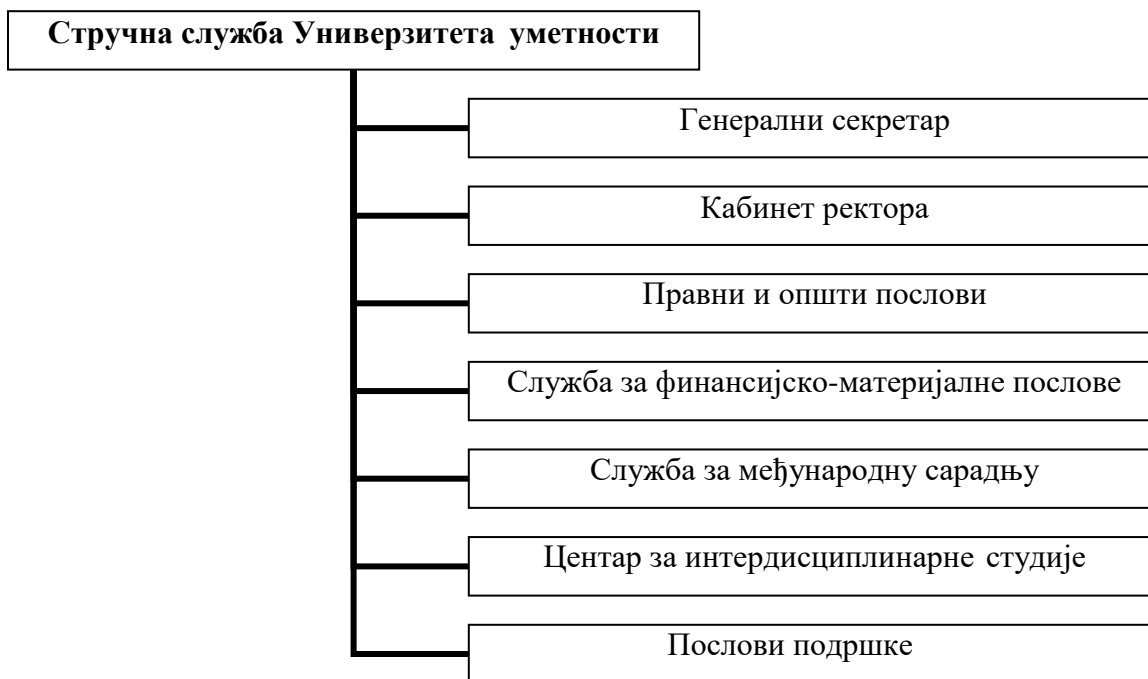 Стручна служба Универзитета уметности
Генерални секретар
Кабинет ректора
Правни и општи послови
Служба за финансијско-материјалне послове
Служба за међународну сарадњу
Центар за интердисциплинарне студије
Послови подршке